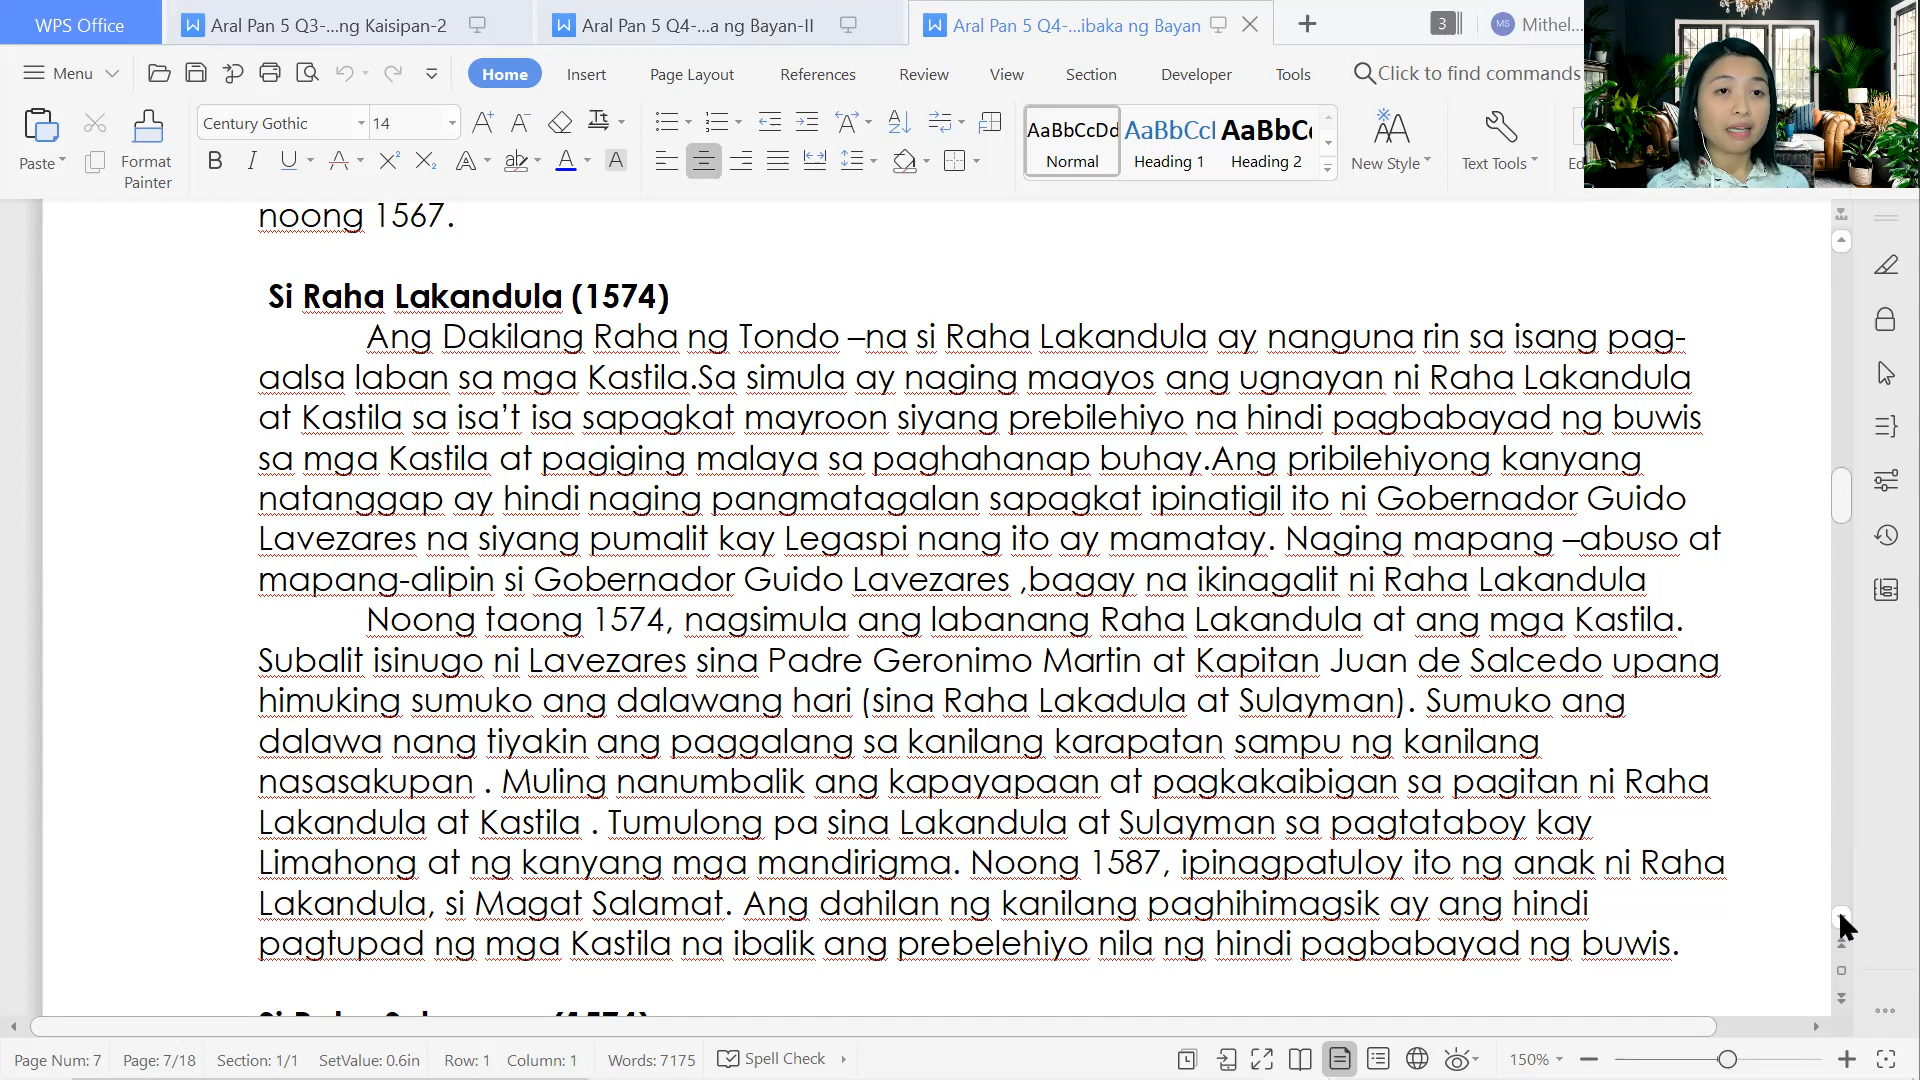 WPS Office
Aral Pan 5 Q3-...ng Kaisipan-2
Aral Pan 5 Q4-...a ng Bayan-II
Aral Pan 5 Q4-...ibaka ng Bayan
3
MS
Mithel...
Menu
Home
Insert
Page Layout
References
Review
View
Section
Developer
Tools
Click to find commands
Paste
Format
Painter
Century Gothic
14
AaBbCcDd
Normal
AaBbCcl
Heading 1
AaBbC
Heading 2
New Style
Text Tools
noong 1567.
Si Raha Lakandula (1574)
Ang Dakilang Raha ng Tondo –na si Raha Lakandula ay nanguna rin sa isang pag-
aalsa laban sa mga Kastila.Sa simula ay naging maayos ang ugnayan ni Raha Lakandula
at Kastila sa isa’t isa sapagkat mayroon siyang prebilehiyo na hindi pagbabayad ng buwis
sa mga Kastila at pagiging malaya sa paghahanap buhay.Ang pribilehiyong kanyang
natanggap ay hindi naging pangmatagalan sapagkat ipinatigil ito ni Gobernador Guido
Lavezares na siyang pumalit kay Legaspi nang ito ay mamatay. Naging mapang –abuso at
mapang-alipin si Gobernador Guido Lavezares ,bagay na ikinagalit ni Raha Lakandula
Noong taong 1574, nagsimula ang labanang Raha Lakandula at ang mga Kastila.
Subalit isinugo ni Lavezares sina Padre Geronimo Martin at Kapitan Juan de Salcedo upang
himuking sumuko ang dalawang hari (sina Raha Lakadula at Sulayman). Sumuko ang
dalawa nang tiyakin ang paggalang sa kanilang karapatan sampu ng kanilang
nasasakupan . Muling nanumbalik ang kapayapaan at pagkakaibigan sa pagitan ni Raha
Lakandula at Kastila . Tumulong pa sina Lakandula at Sulayman sa pagtataboy kay
Limahong at ng kanyang mga mandirigma. Noong 1587, ipinagpatuloy ito ng anak ni Raha
Lakandula, si Magat Salamat. Ang dahilan ng kanilang paghihimagsik ay ang hindi
pagtupad ng mga Kastila na ibalik ang prebelehiyo nila ng hindi pagbabayad ng buwis.
Page Num: 7
Page: 7/18
Section: 1/1
SetValue: 0.6in
Row: 1
Column: 1
Words: 7175
Spell Check
150%